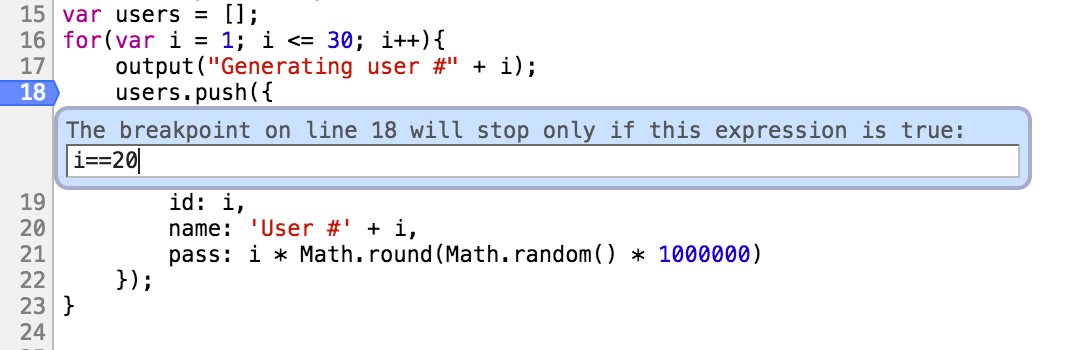 15 var users = [];
16 for(var i = 1; i <= 30; i++){
17 output("Generating user #" + i);
18 users.push({
The breakpoint on line 18 will stop only if this expression is true:
i==20
19 id: i,
20 name: 'User #' + i,
21 pass: i * Math.round(Math.random() * 1000000)
22 });
23 }
24